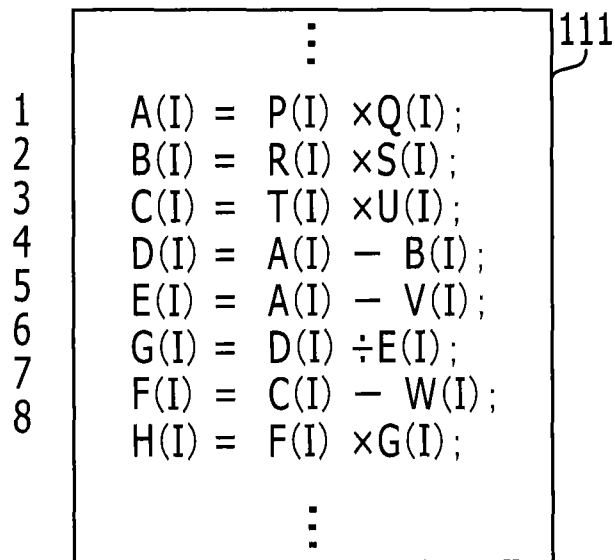 111
⋮
1 A(I) = P(I) ×Q(I);
2 B(I) = R(I) ×S(I);
3 C(I) = T(I) ×U(I);
4 D(I) = A(I) − B(I);
5 E(I) = A(I) − V(I);
6 G(I) = D(I) ÷E(I);
7 F(I) = C(I) − W(I);
8 H(I) = F(I) ×G(I);
⋮